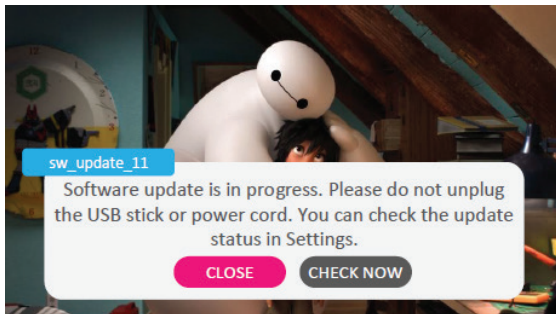 sw_update_11
Software update is in progress. Please do not unplug
the USB stick or power cord. You can check the update
status in Settings.
CLOSE
CHECK NOW